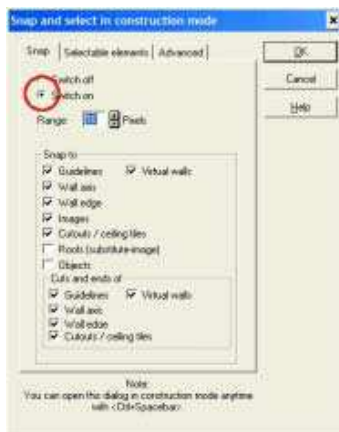 Snap and select in construction mode
Snap Selectable elements Advanced
OK
Switch off
Cancel
Switch on
Help
Range: Pixels
Snap to
Guidelines Virtual walls
Wall axis
Wall edge
Images
Cutouts / ceiling tiles
Roofs (substitute-image)
Objects
Cuts and ends of
Guidelines Virtual walls
Wall axis
Wall edge
Cutouts / ceiling tiles
Note:
You can open this dialog in construction mode anytime
with <Ctrl+Spacebar>.